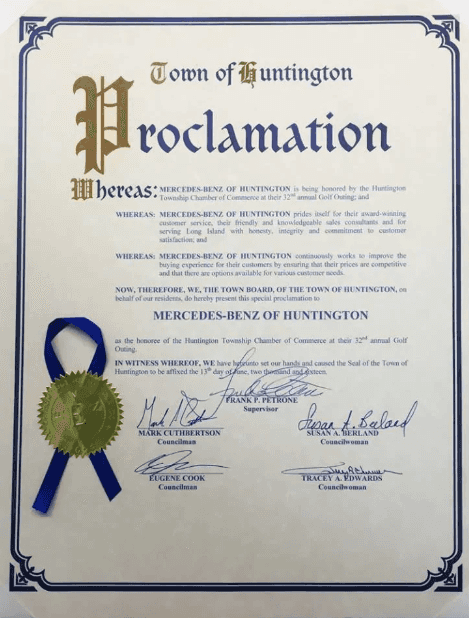 Town of Huntington
Proclamation
Whereas: MERCEDES-BENZ OF HUNTINGTON is being honored by the Huntington
Township Chamber of Commerce at their 32nd annual Golf Outing; and
WHEREAS: MERCEDES-BENZ OF HUNTINGTON prides itself for their award-winning
customer service, their friendly and knowledgeable sales consultants and for
serving Long Island with honesty, integrity and commitment to customer
satisfaction; and
WHEREAS: MERCEDES-BENZ OF HUNTINGTON continuously works to improve the
buying experience for their customers by ensuring that their prices are competitive
and that there are options available for various customer needs.
NOW, THEREFORE, WE, THE TOWN BOARD, OF THE TOWN OF HUNTINGTON, on
behalf of our residents, do hereby present this special proclamation to
MERCEDES-BENZ OF HUNTINGTON
as the honoree of the Huntington Township Chamber of Commerce at their 32nd annual Golf
Outing.
IN WITNESS WHEREOF, WE have hereunto set our hands and caused the Seal of the Town of
Huntington to be affixed the 13th day of June, two thousand and sixteen.
FRANK P. PETRONE
Supervisor
MARK CUTHBERTSON
Councilman
Susan A. Berland
SUSAN A. BERLAND
Councilwoman
EUGENE COOK
Councilman
TRACEY A. EDWARDS
Councilwoman